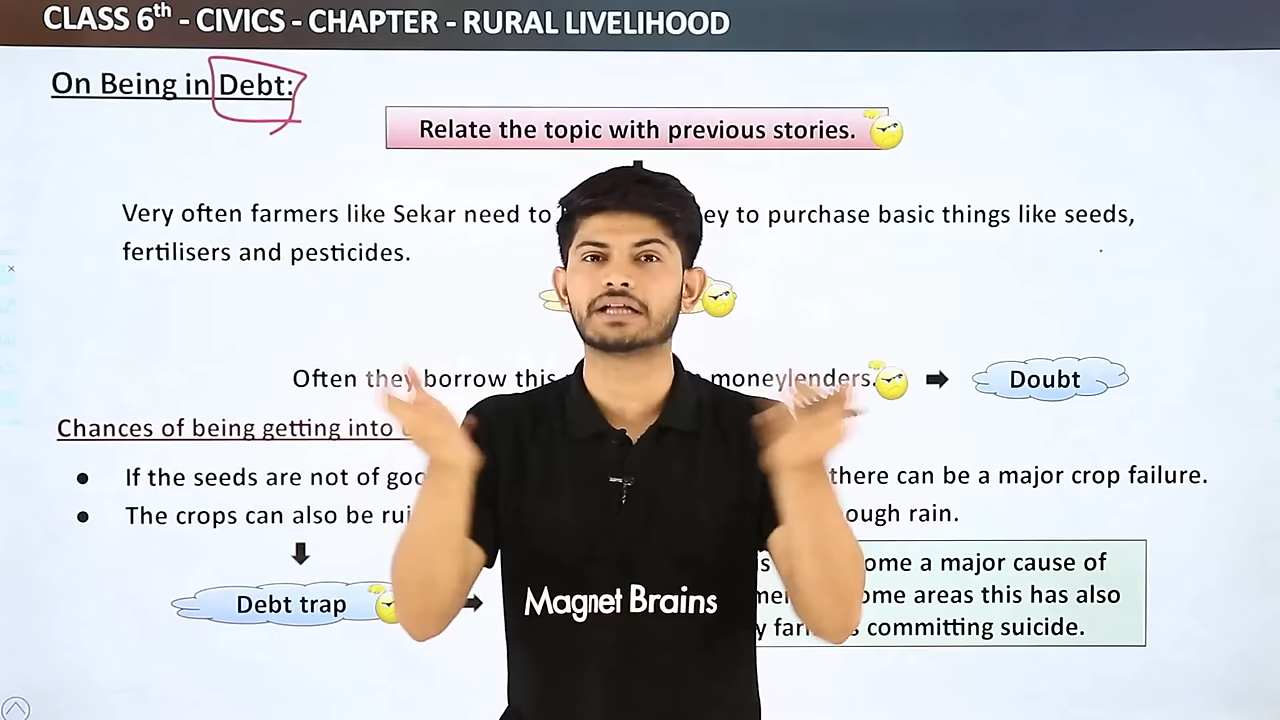 CLASS 6th - CIVICS - CHAPTER - RURAL LIVELIHOOD
On Being in Debt:
Relate the topic with previous stories.
Very often farmers like Sekar need to ey to purchase basic things like seeds,
fertilisers and pesticides.
Often they borrow this moneylenders. Doubt
Chances of being getting into
If the seeds are not of there can be a major crop failure.
The crops can also be ough rain.
ome a major cause of
Debt trap ome areas this has also
committing suicide.
Magnet Brains